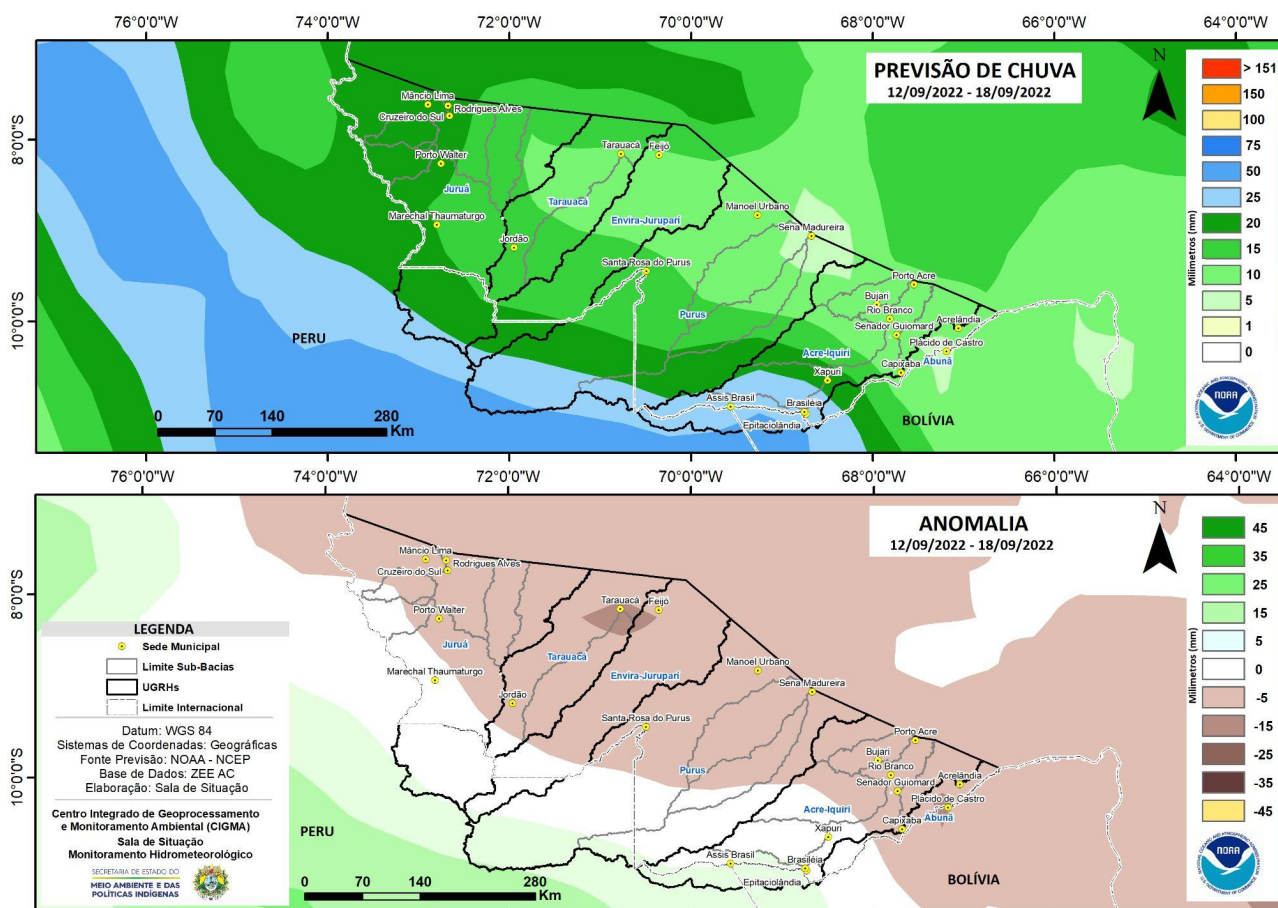 76°0'0"W 74°0'0"W 72°0'0"W 70°0'0"W 68°0'0"W 66°0'0"W 64°0'0"W
PREVISÃO DE CHUVA
12/09/2022 - 18/09/2022
N
8°0'0"S
10°0'0"S
Mâncio Lima
Rodrigues Alves
Cruzeiro do Sul
Porto Walter
Juruá
Marechal Thaumaturgo
Jordão
Tarauacá
Feijó
Tarauacá
Envira-Jurupari
Manoel Urbano
Sena Madureira
Santa Rosa do Purus
Purus
Porto Acre
Bujari
Rio Branco
Senador Guiomard
Acrelândia
Plácido de Castro
Acre-Iquiri
Abunã
Xapuri
Capixaba
Assis Brasil
Brasiléia
Epitaciolândia
PERU
BOLÍVIA
0 70 140 280
Km
Milímetros (mm)
> 151
150
100
75
50
25
20
15
10
5
1
0
NOAA
76°0'0"W 74°0'0"W 72°0'0"W 70°0'0"W 68°0'0"W 66°0'0"W 64°0'0"W
ANOMALIA
12/09/2022 - 18/09/2022
N
8°0'0"S
10°0'0"S
Mâncio Lima
Rodrigues Alves
Cruzeiro do Sul
Porto Walter
Juruá
Marechal Thaumaturgo
Jordão
Tarauacá
Feijó
Tarauacá
Envira-Jurupari
Manoel Urbano
Sena Madureira
Santa Rosa do Purus
Purus
Porto Acre
Bujari
Rio Branco
Senador Guiomard
Acrelândia
Plácido de Castro
Acre-Iquiri
Abunã
Xapuri
Capixaba
Assis Brasil
Brasiléia
Epitaciolândia
PERU
BOLÍVIA
0 70 140 280
Km
Milímetros (mm)
45
35
25
15
5
0
-5
-15
-25
-35
-45
NOAA
LEGENDA
Sede Municipal
Limite Sub-Bacias
UGRHs
Limite Internacional
Datum: WGS 84
Sistemas de Coordenadas: Geográficas
Fonte Previsão: NOAA - NCEP
Base de Dados: ZEE AC
Elaboração: Sala de Situação
Centro Integrado de Geoprocessamento
e Monitoramento Ambiental (CIGMA)
Sala de Situação
Monitoramento Hidrometeorológico
SECRETARIA DE ESTADO DO
MEIO AMBIENTE E DAS
POLÍTICAS INDÍGENAS